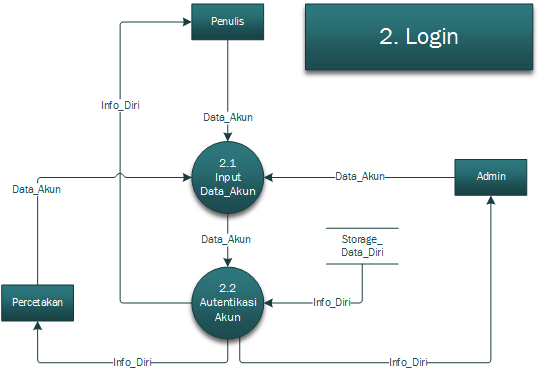 Penulis
2. Login
Info_Diri
Data_Akun
2.1
Input
Data_Akun
Data_Akun
Data_Akun
Admin
Data_Akun
Storage_
Data_Diri
2.2
Autentikasi
Akun
Percetakan
Info_Diri
Info_Diri
Info_Diri